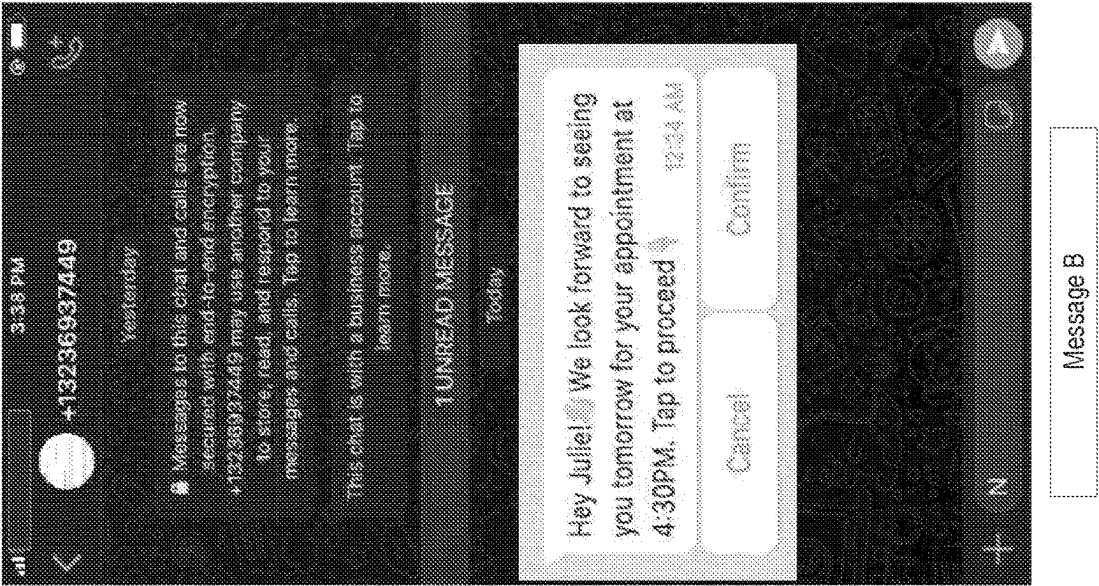 3:38 PM
+13236937449
Yesterday
Messages to this chat and calls are now
secured with end-to-end encryption.
+13236937449 may use another company
to store, read, and respond to your
messages and calls. Tap to learn more.
This chat is with a business account. Tap to
learn more.
1 UNREAD MESSAGE
Today
Hey Julie! We look forward to seeing
you tomorrow for your appointment at
4:30PM. Tap to proceed
12:34 AM
Cancel
Confirm
N
Message B